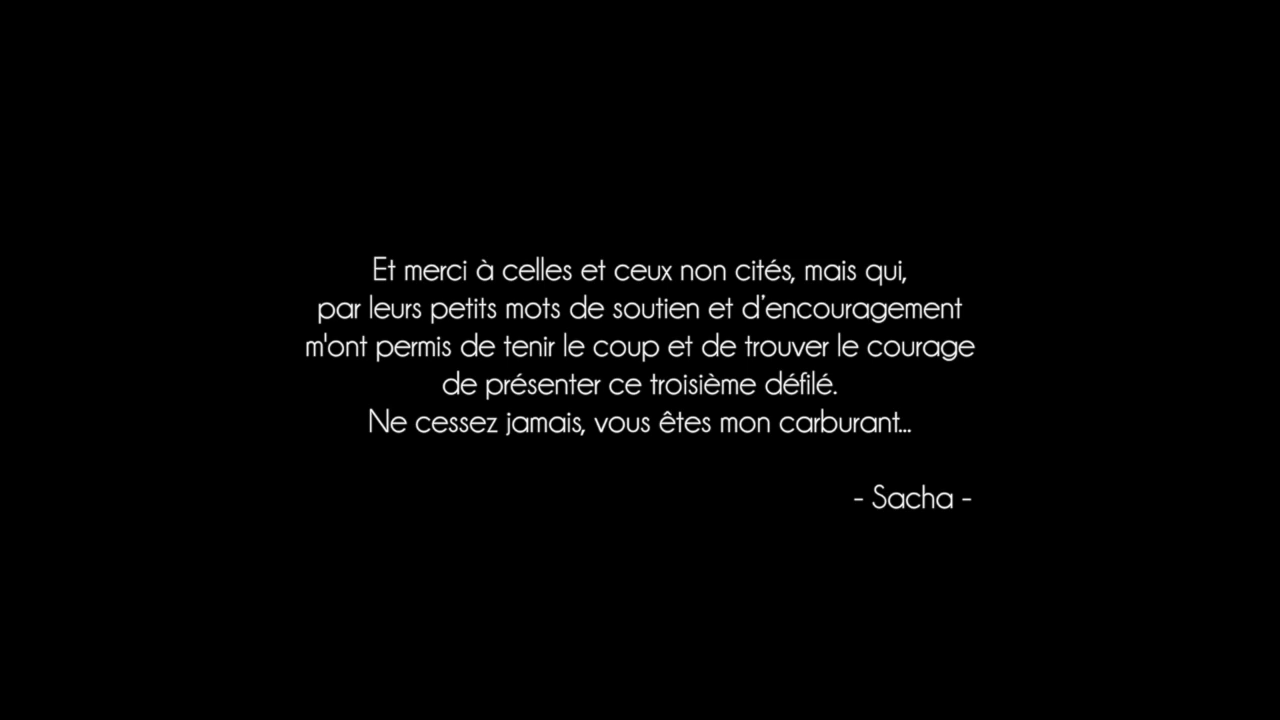 Et merci à celles et ceux non cités, mais qui,
par leurs petits mots de soutien et d’encouragement
m'ont permis de tenir le coup et de trouver le courage
de présenter ce troisième défilé.
Ne cessez jamais, vous êtes mon carburant...
- Sacha -